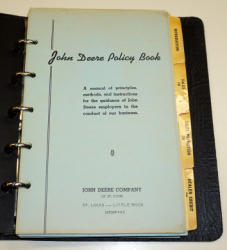 John Deere Policy Book
A manual of principles,
methods, and instructions
for the guidance of John
Deere employees in the
conduct of our business.
JOHN DEERE COMPANY
OF ST. LOUIS
ST. LOUIS -- LITTLE ROCK